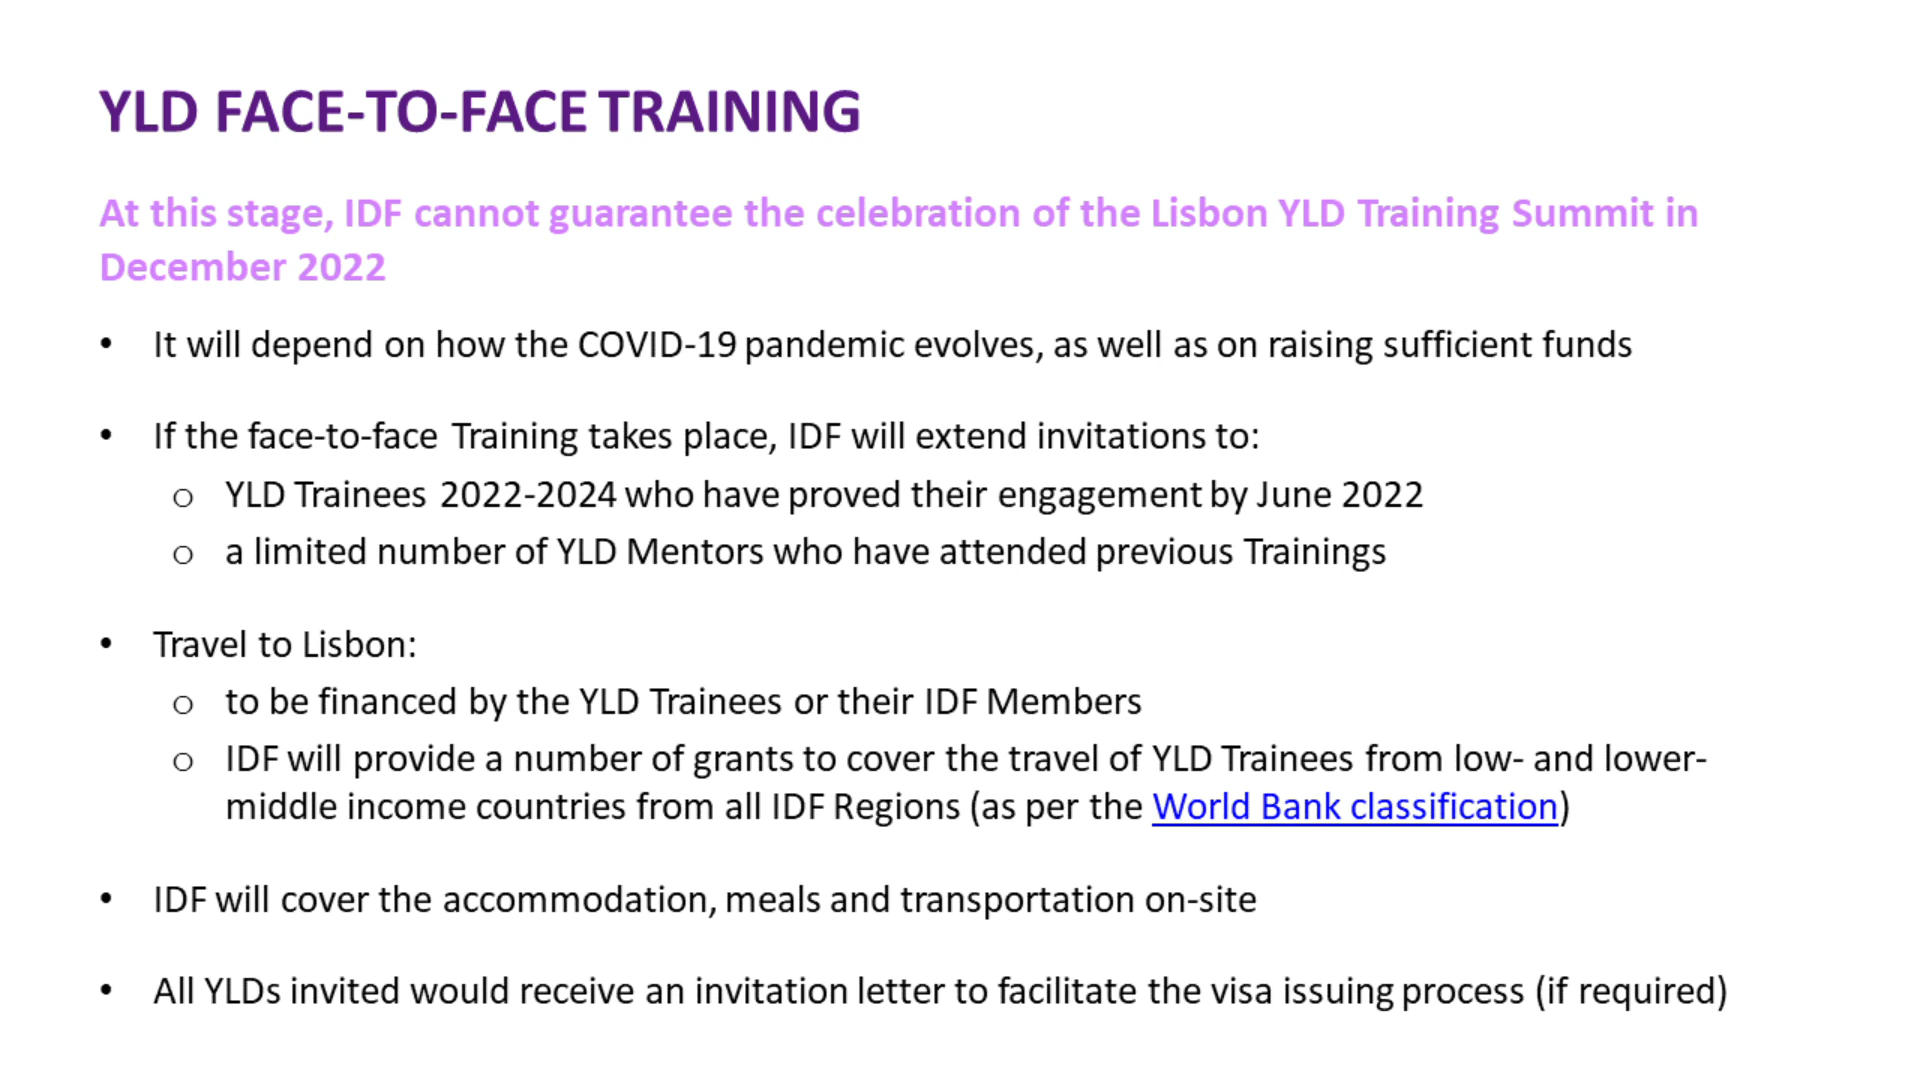 YLD FACE-TO-FACE TRAINING
At this stage, IDF cannot guarantee the celebration of the Lisbon YLD Training Summit in
December 2022
• It will depend on how the COVID-19 pandemic evolves, as well as on raising sufficient funds
• If the face-to-face Training takes place, IDF will extend invitations to:
o YLD Trainees 2022-2024 who have proved their engagement by June 2022
o a limited number of YLD Mentors who have attended previous Trainings
• Travel to Lisbon:
o to be financed by the YLD Trainees or their IDF Members
o IDF will provide a number of grants to cover the travel of YLD Trainees from low- and lower-
middle income countries from all IDF Regions (as per the World Bank classification)
• IDF will cover the accommodation, meals and transportation on-site
• All YLDs invited would receive an invitation letter to facilitate the visa issuing process (if required)